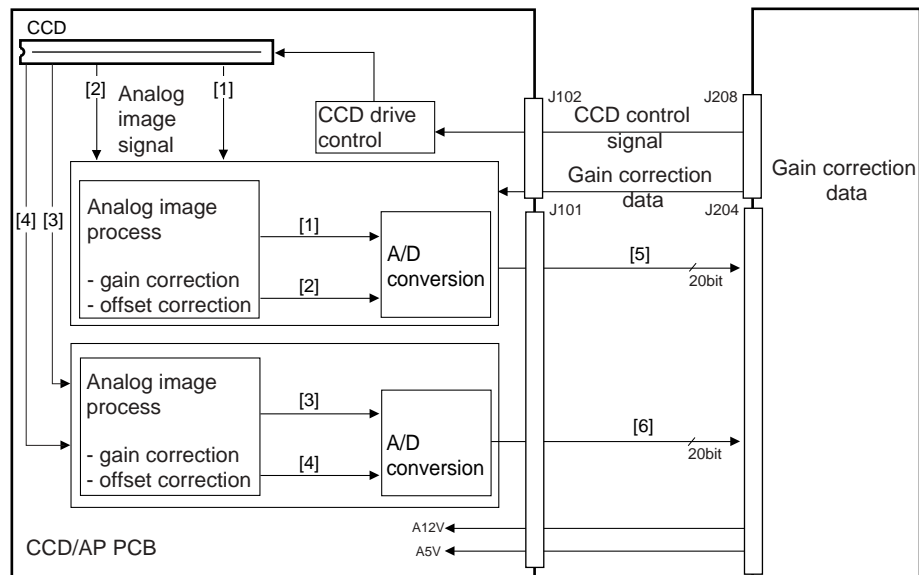 CCD
[2]
[1]
Analog
image
signal
CCD drive
control
J102
J208
CCD control
signal
Gain correction
data
Gain correction
data
[4]
[3]
J101
J204
Analog image
process
- gain correction
- offset correction
[1]
[2]
A/D
conversion
[5]
20bit
Analog image
process
- gain correction
- offset correction
[3]
[4]
A/D
conversion
[6]
20bit
A12V
A5V
CCD/AP PCB